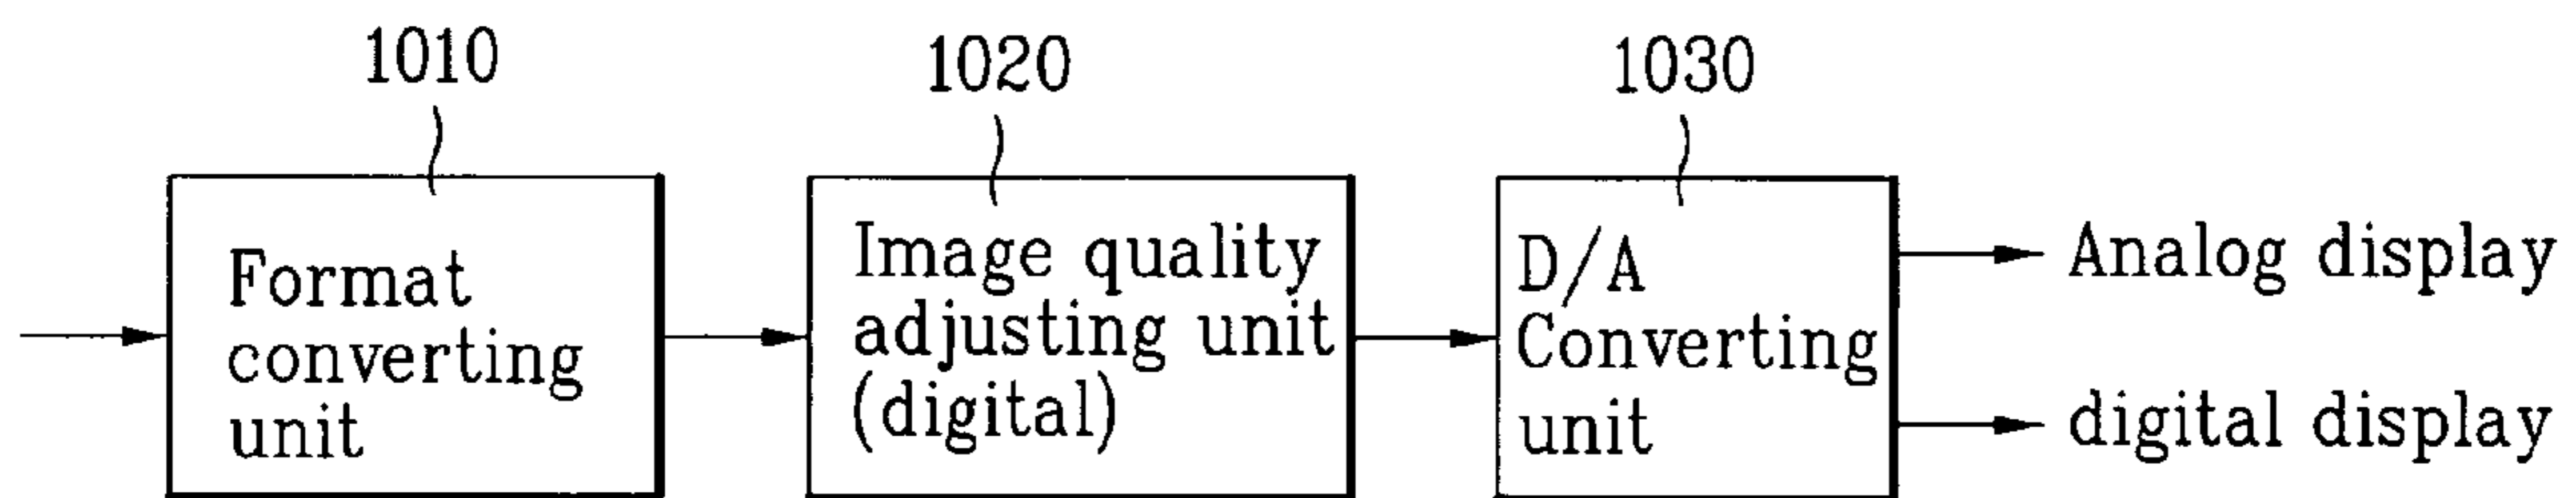 1010
1020
1030
Format
converting
unit
Image quality
adjusting unit
(digital)
D/A
Converting
unit
Analog display
digital display